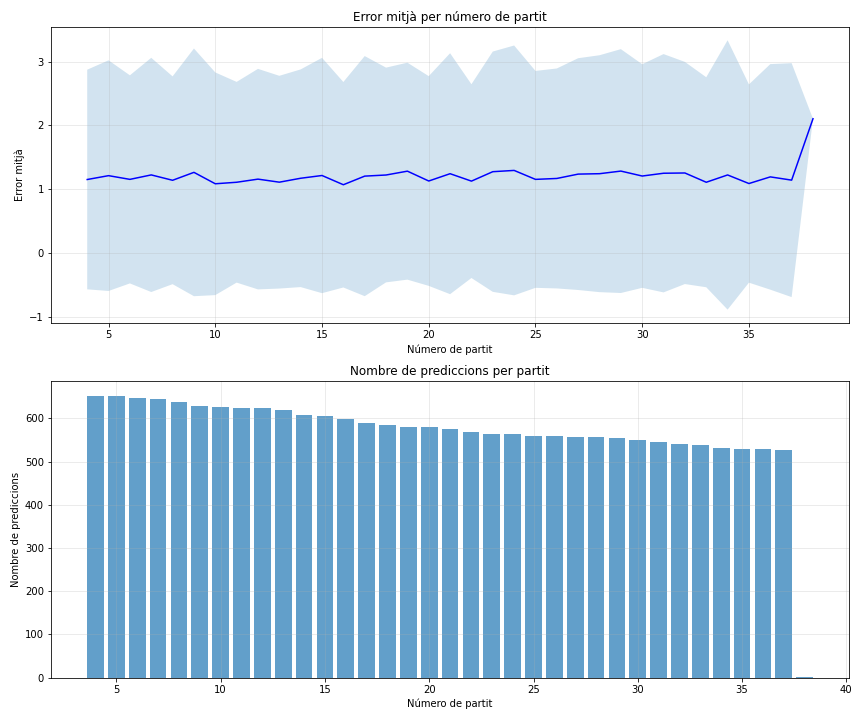 Error mitjà per número de partit
Error mitjà
3
2
1
0
−1
5 10 15 20 25 30 35
Número de partit
Nombre de prediccions per partit
Nombre de prediccions
600
500
400
300
200
100
0
5 10 15 20 25 30 35 40
Número de partit